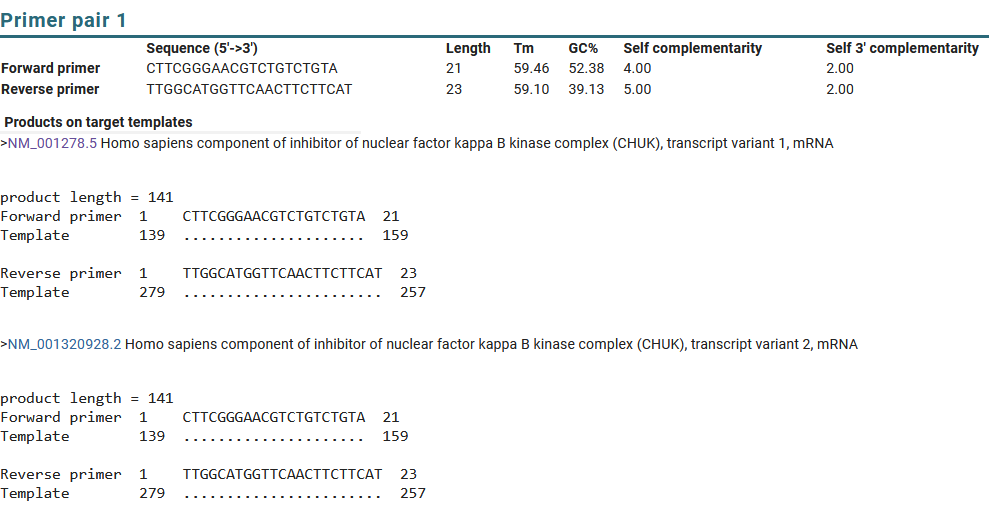 Primer pair 1
Sequence (5'->3') Length Tm GC% Self complementarity Self 3' complementarity
Forward primer CTTCGGGAACGTCTGTCTGTA 21 59.46 52.38 4.00 2.00
Reverse primer TTGGCATGGTTCAACTTCTTCAT 23 59.10 39.13 5.00 2.00
Products on target templates
>NM_001278.5 Homo sapiens component of inhibitor of nuclear factor kappa B kinase complex (CHUK), transcript variant 1, mRNA
product length = 141
Forward primer 1 CTTCGGGAACGTCTGTCTGTA 21
Template 139 ..................... 159
Reverse primer 1 TTGGCATGGTTCAACTTCTTCAT 23
Template 279 ....................... 257
>NM_001320928.2 Homo sapiens component of inhibitor of nuclear factor kappa B kinase complex (CHUK), transcript variant 2, mRNA
product length = 141
Forward primer 1 CTTCGGGAACGTCTGTCTGTA 21
Template 139 ..................... 159
Reverse primer 1 TTGGCATGGTTCAACTTCTTCAT 23
Template 279 ....................... 257